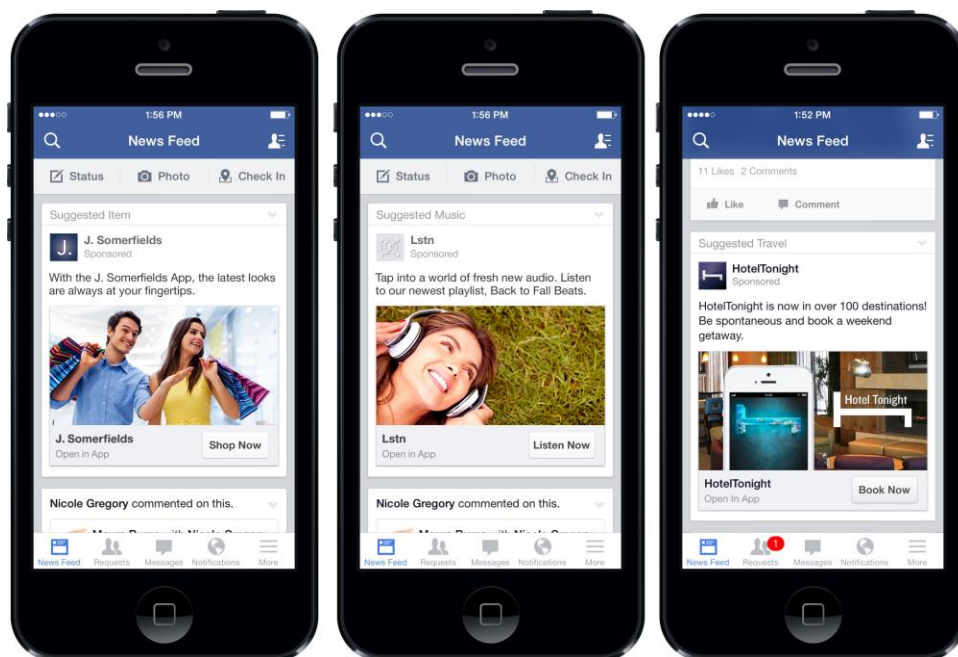 1:56 PM
News Feed
Status Photo Check In
Suggested Item
J.
J. Somerfields
Sponsored
With the J. Somerfields App, the latest looks
are always at your fingertips.
J. Somerfields
Open in App
Shop Now
Nicole Gregory commented on this.
News Feed Requests Messages Notifications More
1:56 PM
News Feed
Status Photo Check In
Suggested Music
Lstn
Sponsored
Tap into a world of fresh new audio. Listen
to our newest playlist, Back to Fall Beats.
Lstn
Open in App
Listen Now
Nicole Gregory commented on this.
News Feed Requests Messages Notifications More
1:52 PM
News Feed
11 Likes 2 Comments
Like Comment
Suggested Travel
HotelTonight
Sponsored
HotelTonight is now in over 100 destinations!
Be spontaneous and book a weekend
getaway.
Hotel Tonight
HotelTonight
Open In App
Book Now
1
News Feed Requests Messages Notifications More